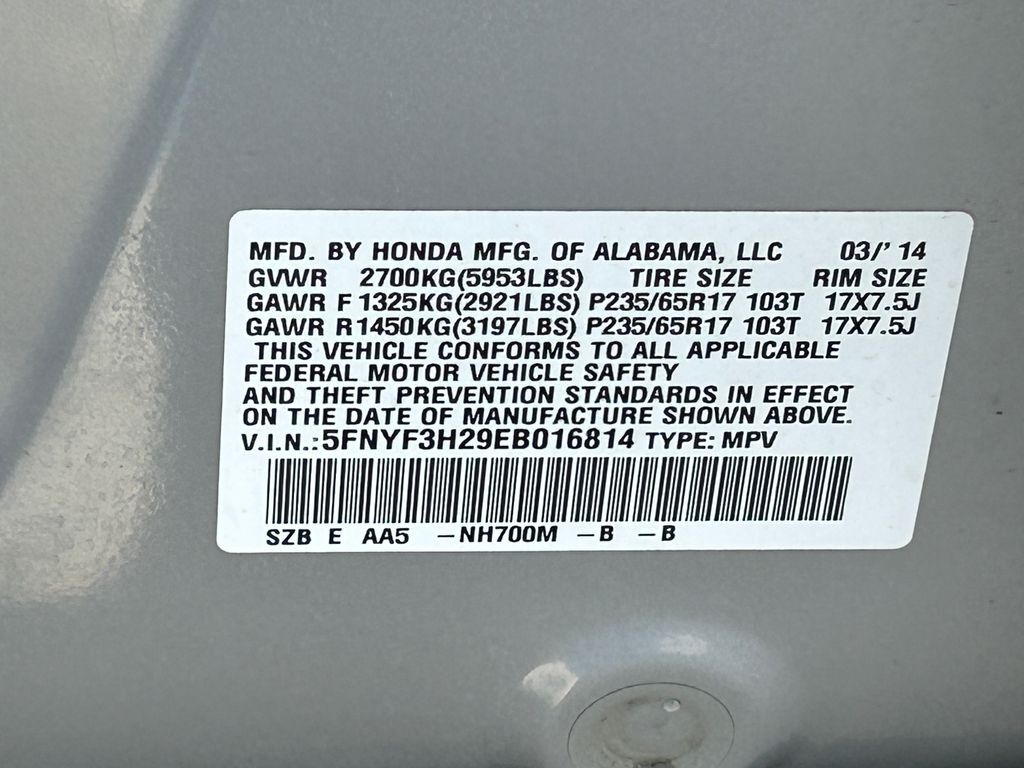 MFD. BY HONDA MFG. OF ALABAMA, LLC 03/' 14
GVWR 2700KG(5953LBS) TIRE SIZE RIM SIZE
GAWR F 1325KG(2921LBS) P235/65R17 103T 17X7.5J
GAWR R1450KG(3197LBS) P235/65R17 103T 17X7.5J
THIS VEHICLE CONFORMS TO ALL APPLICABLE
FEDERAL MOTOR VEHICLE SAFETY
AND THEFT PREVENTION STANDARDS IN EFFECT
ON THE DATE OF MANUFACTURE SHOWN ABOVE.
V.I.N.: 5FNYF3H29EB016814 TYPE: MPV
SZB E AA5 -NH700M -B -B